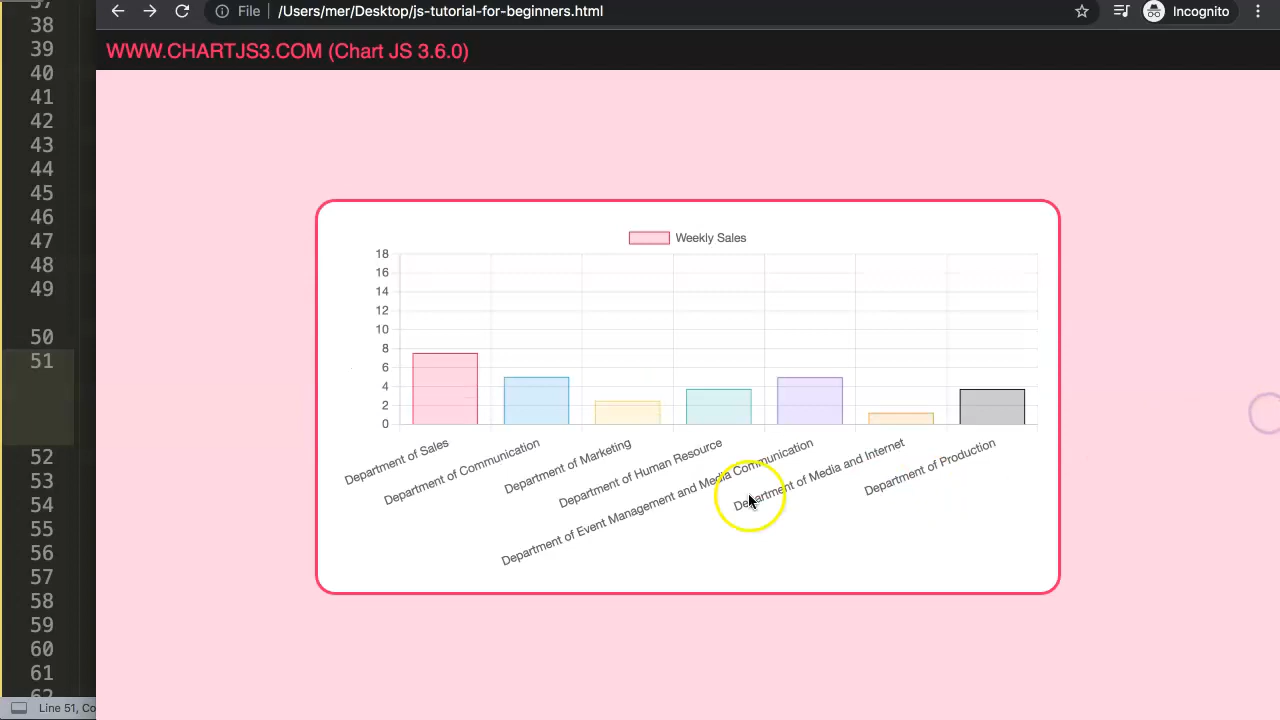 /Users/mer/Desktop/js-tutorial-for-beginners.html
File
Incognito
WWW.CHARTJS3.COM (Chart JS 3.6.0)
38
39
40
41
42
43
44
45
46
47
48
49
50
51
52
53
54
55
56
57
58
59
60
61
Weekly Sales
18
16
14
12
10
8
6
4
2
0
Department of Sales
Department of Communication
Department of Marketing
Department of Human Resource
Department of Event Management and Media Communication
Department of Media and Internet
Department of Production
Line 51, Co